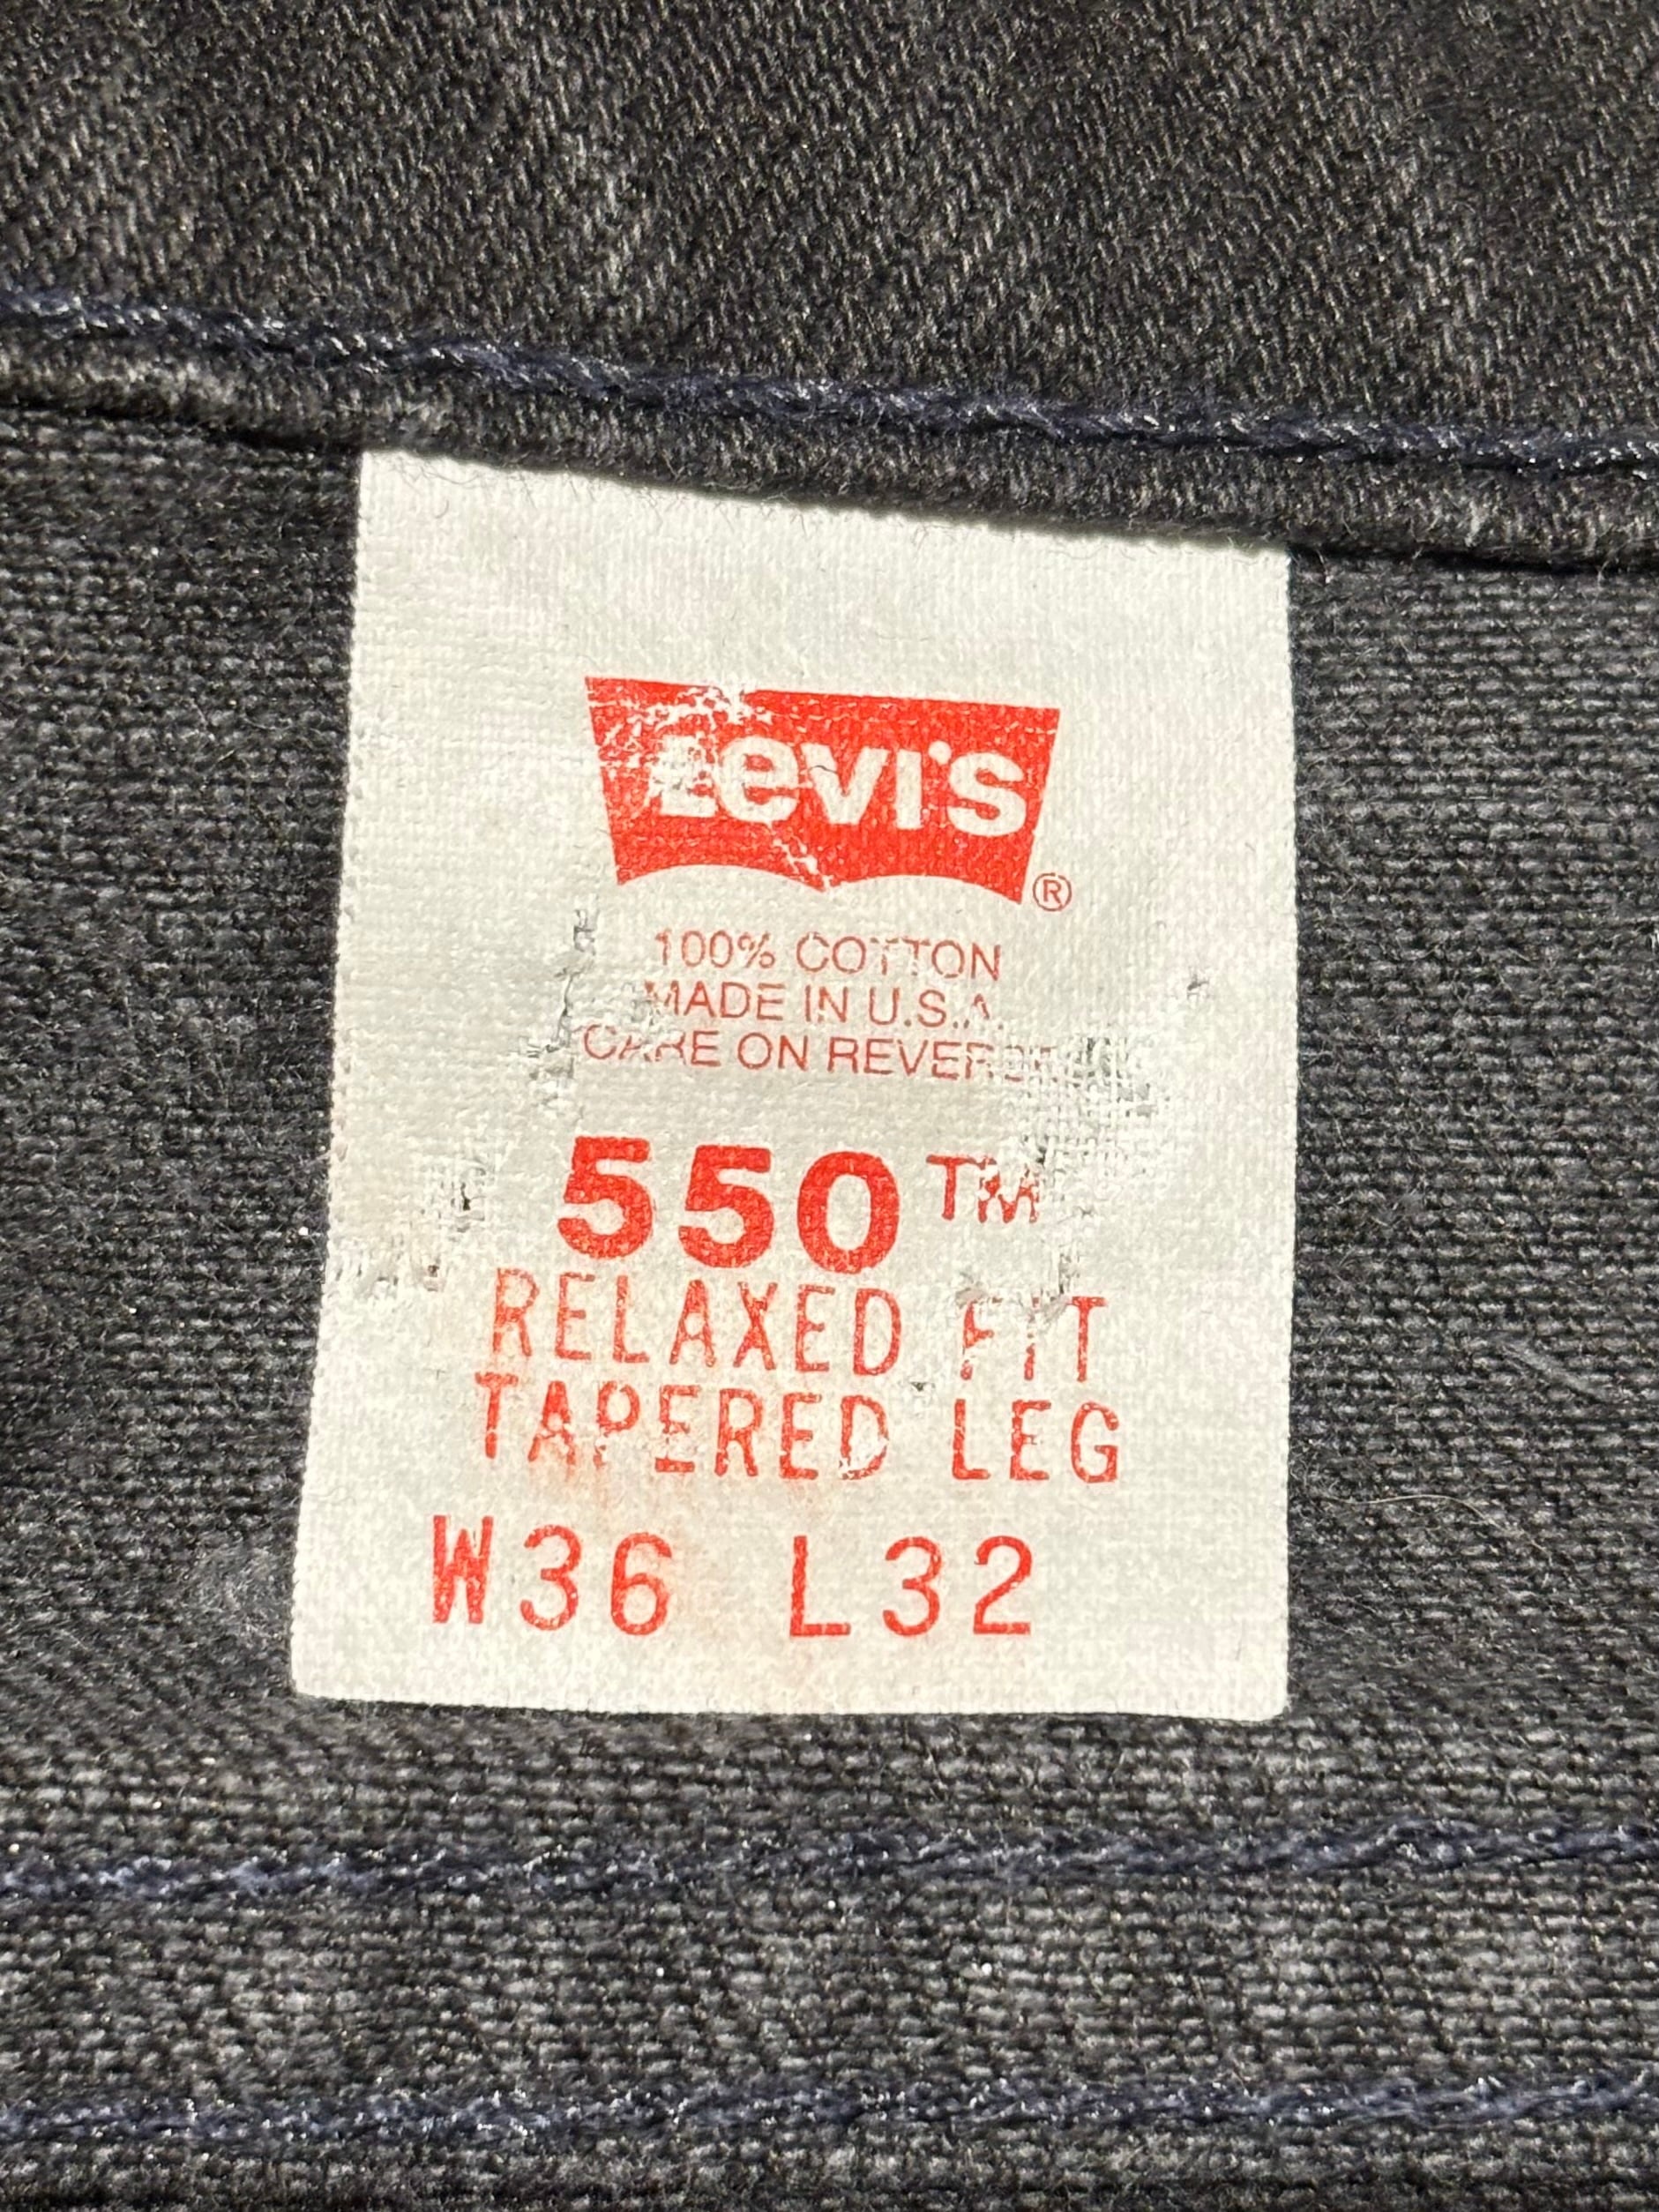 Levi's
®
100% COTTON
MADE IN U.S.A.
CARE ON REVERSE
550™
RELAXED FIT
TAPERED LEG
W36 L32